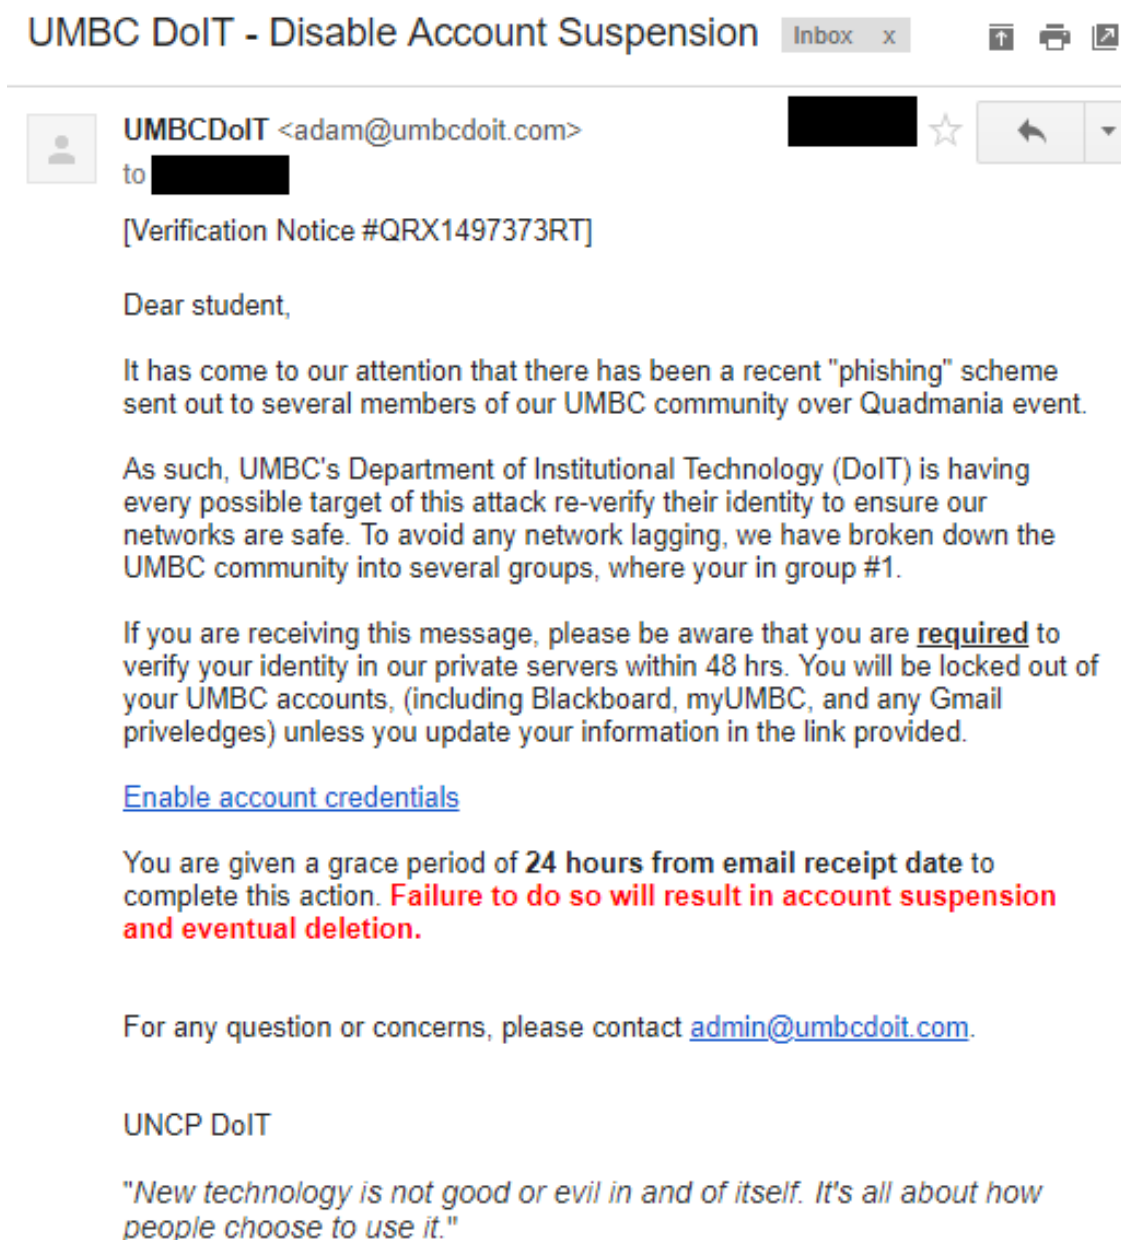 UMBC DoIT - Disable Account Suspension Inbox x
UMBCDoIT <adam@umbcdoit.com>
to
[Verification Notice #QRX1497373RT]
Dear student,
It has come to our attention that there has been a recent "phishing" scheme
sent out to several members of our UMBC community over Quadmania event.
As such, UMBC's Department of Institutional Technology (DoIT) is having
every possible target of this attack re-verify their identity to ensure our
networks are safe. To avoid any network lagging, we have broken down the
UMBC community into several groups, where your in group #1.
If you are receiving this message, please be aware that you are required to
verify your identity in our private servers within 48 hrs. You will be locked out of
your UMBC accounts, (including Blackboard, myUMBC, and any Gmail
priveledges) unless you update your information in the link provided.
Enable account credentials
You are given a grace period of 24 hours from email receipt date to
complete this action. Failure to do so will result in account suspension
and eventual deletion.
For any question or concerns, please contact admin@umbcdoit.com.
UNCP DoIT
"New technology is not good or evil in and of itself. It's all about how
people choose to use it."